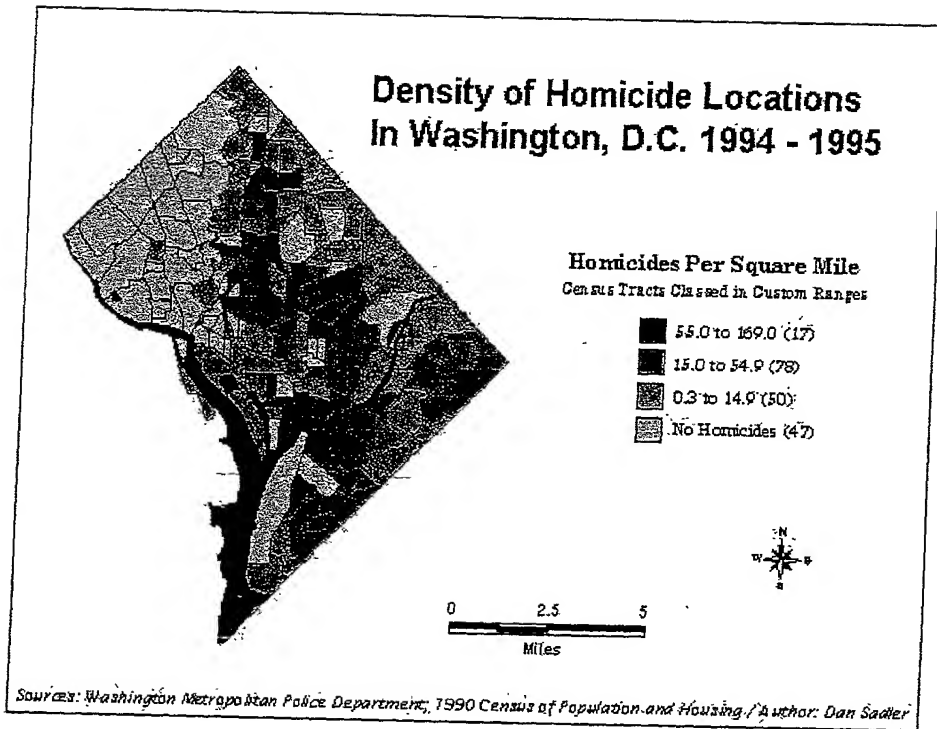 Density of Homicide Locations
In Washington, D.C. 1994 - 1995
Homicides Per Square Mile
Census Tracts Classed in Custom Ranges
55.0 to 169.0 (17)
15.0 to 54.9 (78)
0.3 to 14.9 (50)
No Homicides (47)
N
W
S
0 2.5 5
Miles
Sources: Washington Metropolitan Police Department, 1990 Census of Population and Housing / Author: Dan Sadler